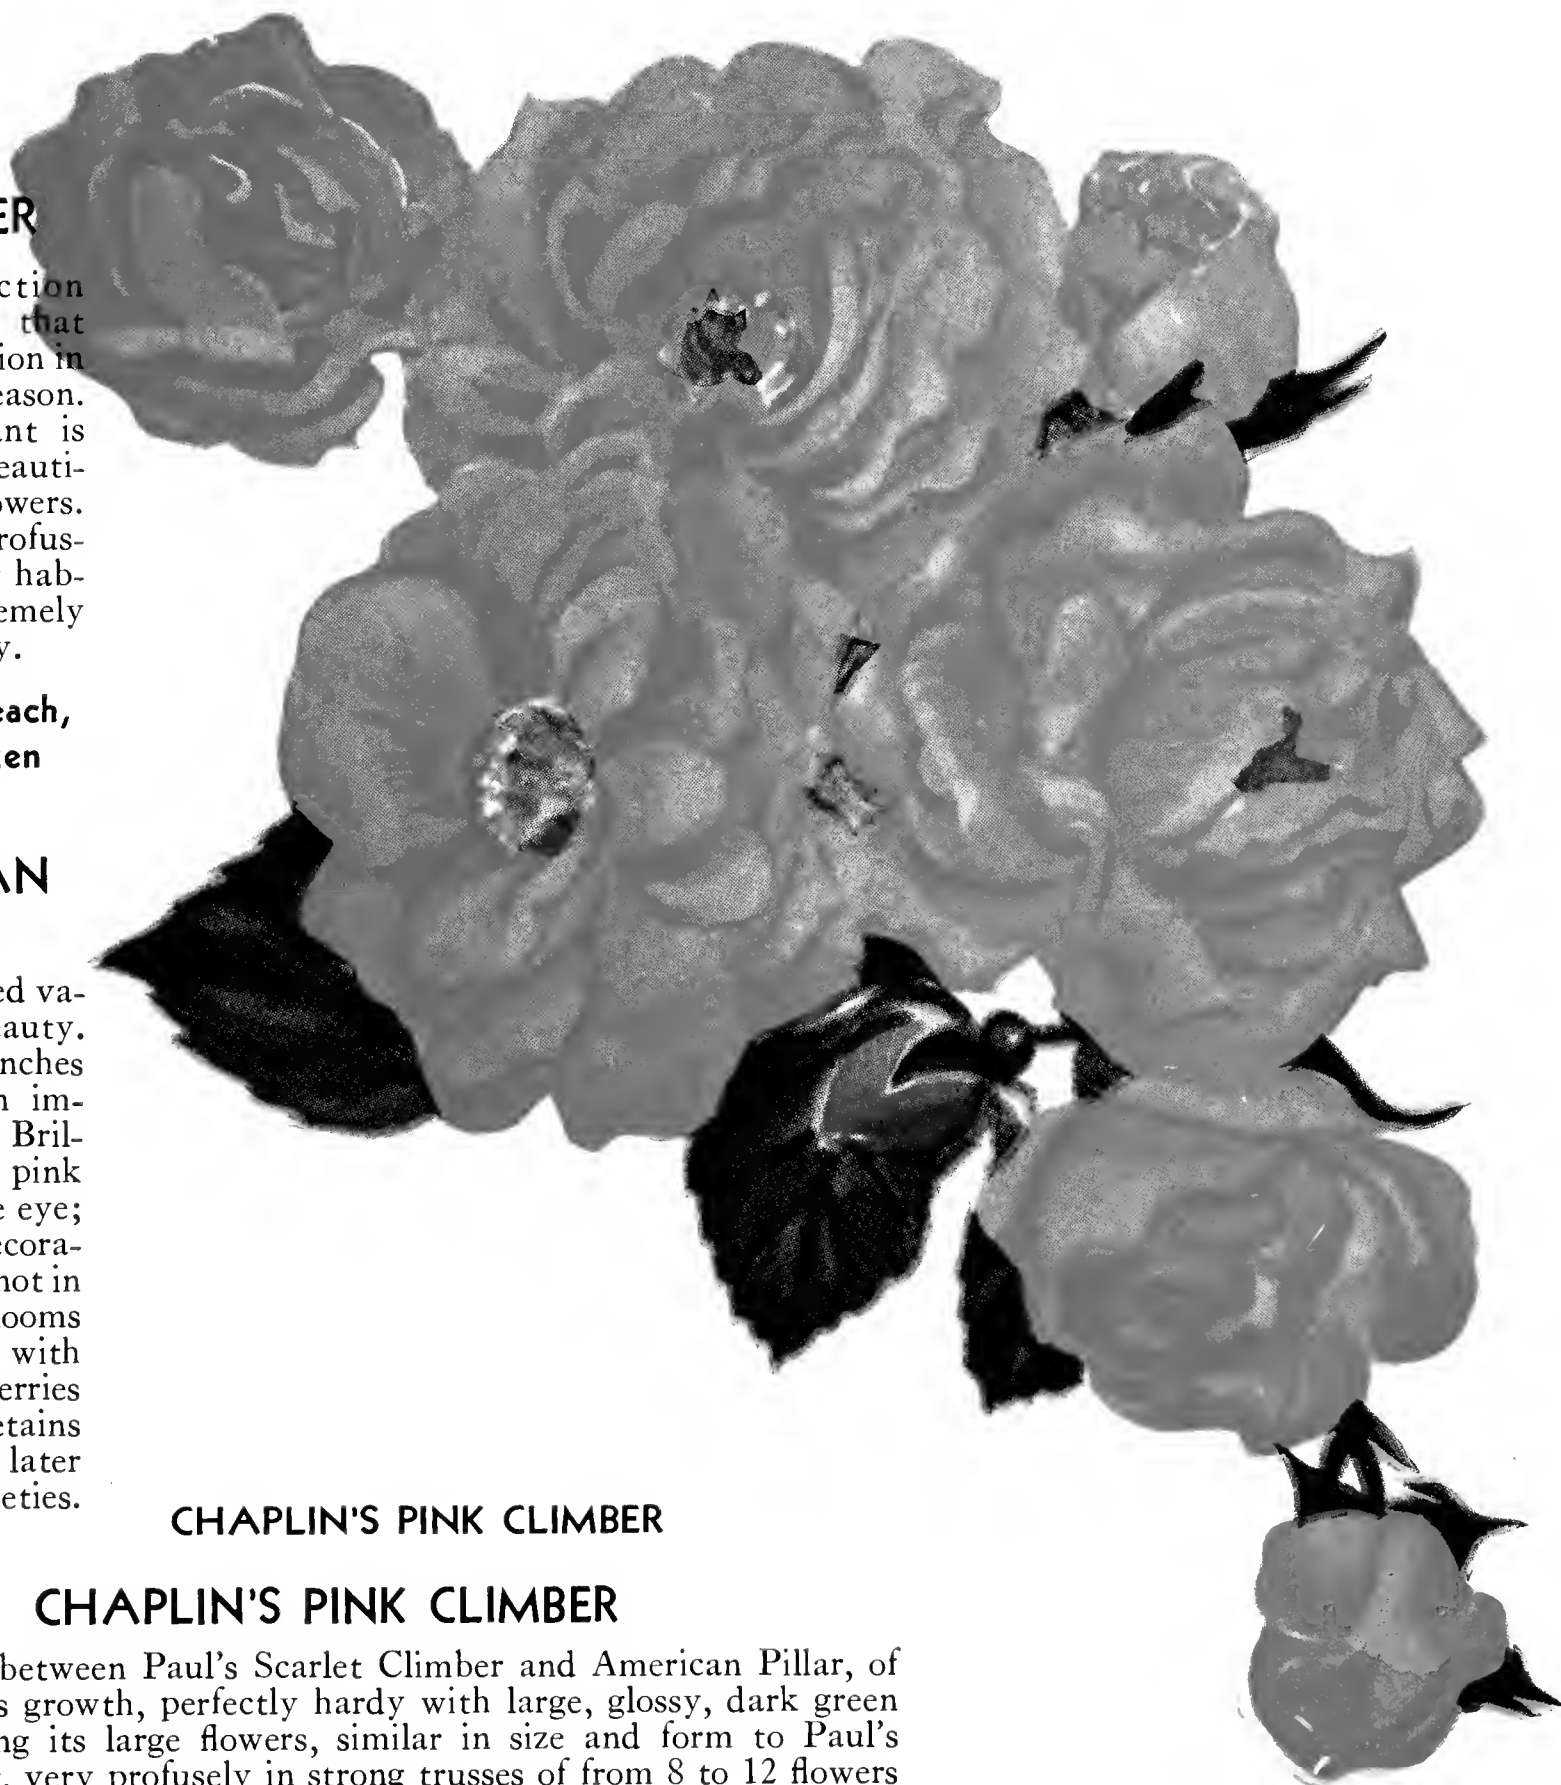 ER
ction
that
ion in
eason.
nt is
eauti-
owers.
rofus-
hab-
emely
y.
each,
en
AN
ed va-
eauty.
nches
n im-
Bril-
pink
e eye;
ecora-
not in
ooms
with
erries
etains
later
eties.
CHAPLIN'S PINK CLIMBER
CHAPLIN'S PINK CLIMBER
between Paul's Scarlet Climber and American Pillar, of
s growth, perfectly hardy with large, glossy, dark green
ng its large flowers, similar in size and form to Paul's
very profusely in strong trusses of from 8 to 12 flowers